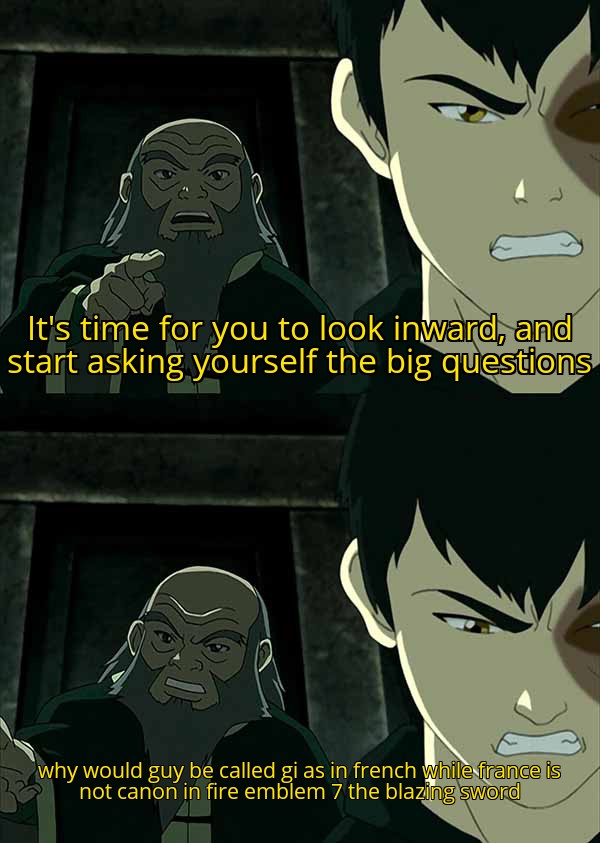 It's time for you to look inward, and
start asking yourself the big questions
why would guy be called gi as in french while france is
not canon in fire emblem 7 the blazing sword